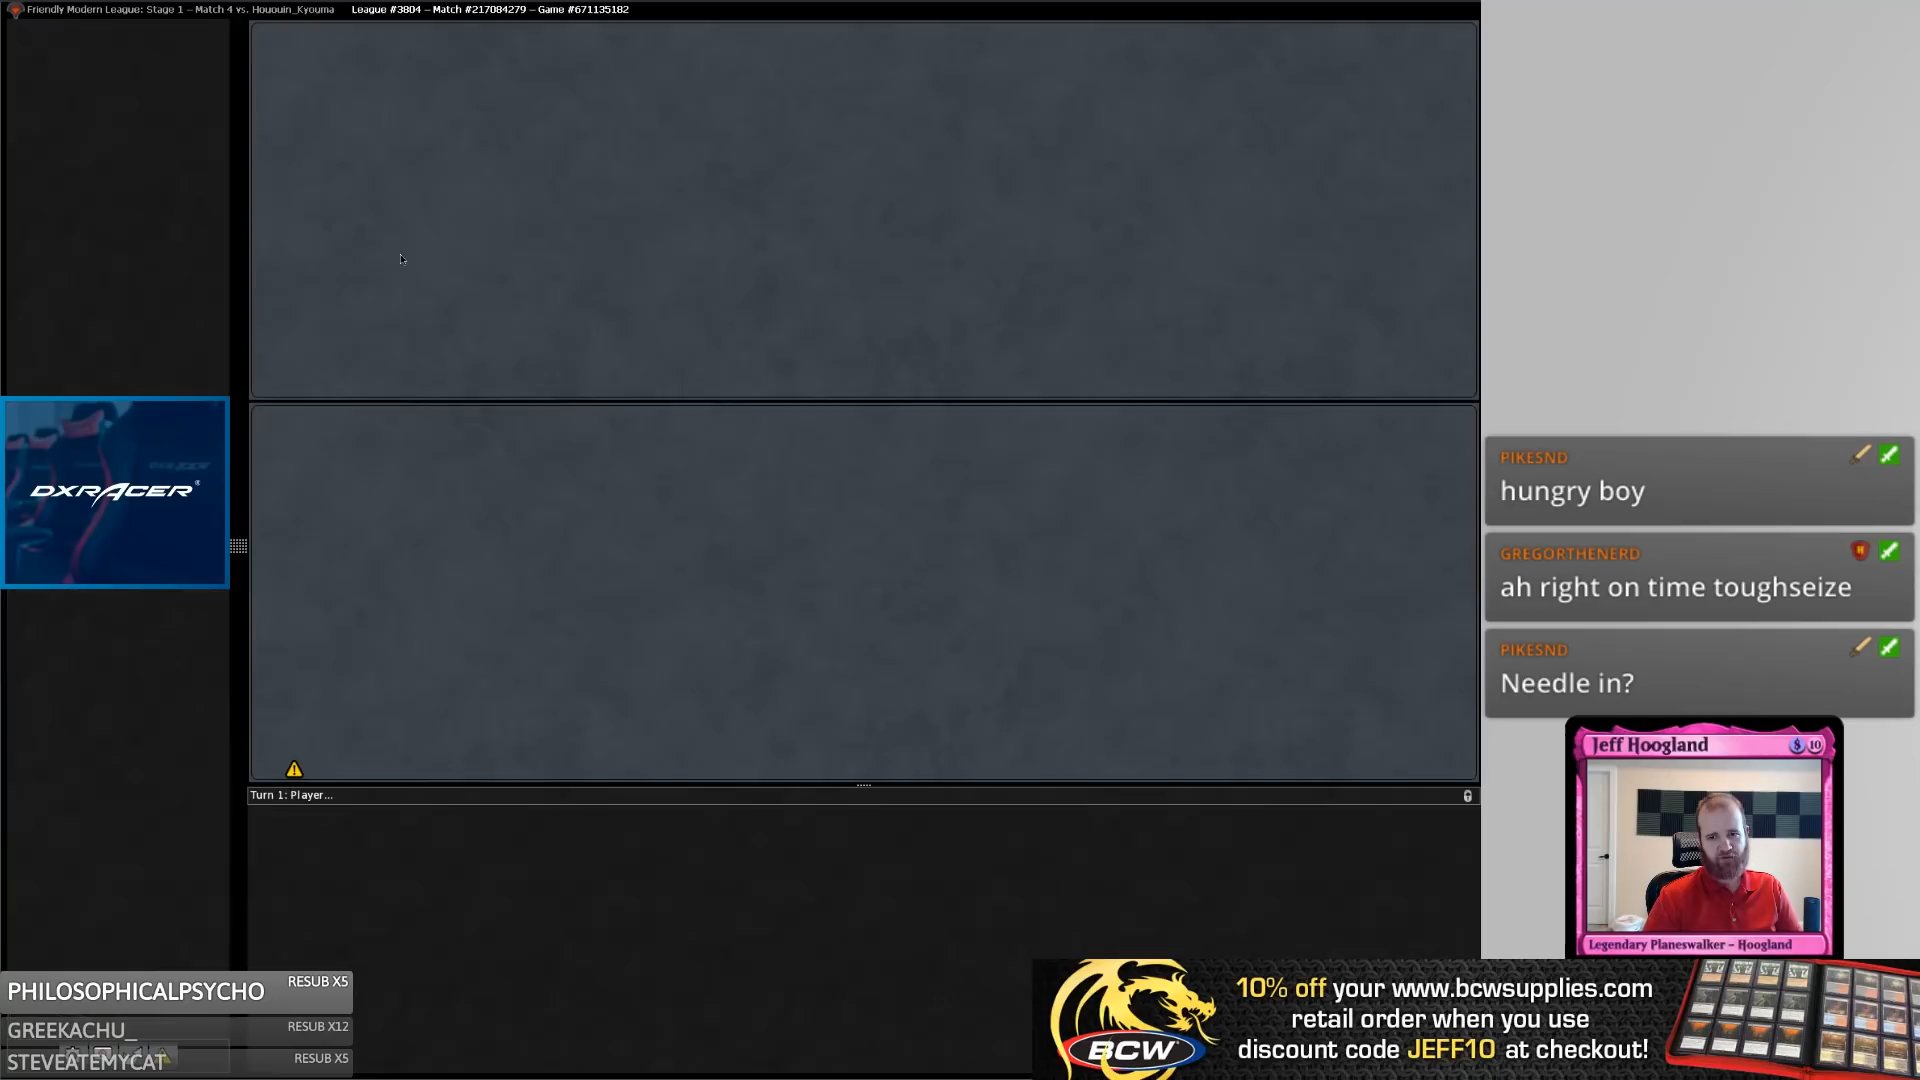 Friendly Modern League: Stage 1 – Match 4 vs. Hououin_Kyouma League #3804 – Match #217084279 – Game #671135182
DXRACER®
PIKESND
hungry boy
GREGORTHENERD
ah right on time toughseize
PIKESND
Needle in?
Turn 1: Player...
Jeff Hoogland 10
Legendary Planeswalker – Hoogland
PHILOSOPHICALPSYCHO RESUB X5
GREEKACHU_ RESUB X12
STEVEATEMYCAT RESUB X5
BCW
10% off your www.bcwsupplies.com
retail order when you use
discount code JEFF10 at checkout!